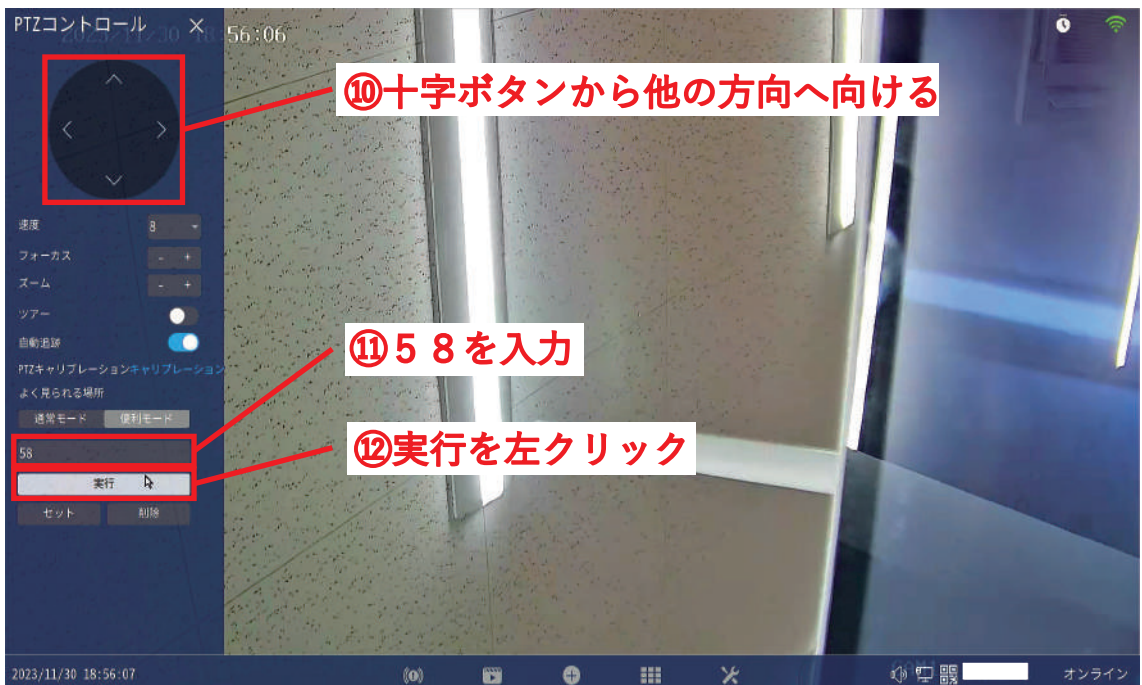 PTZコントロール
56:06
⑩十字ボタンから他の方向へ向ける
速度 8
フォーカス - +
ズーム - +
ツアー
自動追跡
PTZキャリブレーションキャリブレーション
よく見られる場所
通常モード 便利モード
⑪58を入力
58
⑫実行を左クリック
実行
セット 削除
2023/11/30 18:56:07
オンライン